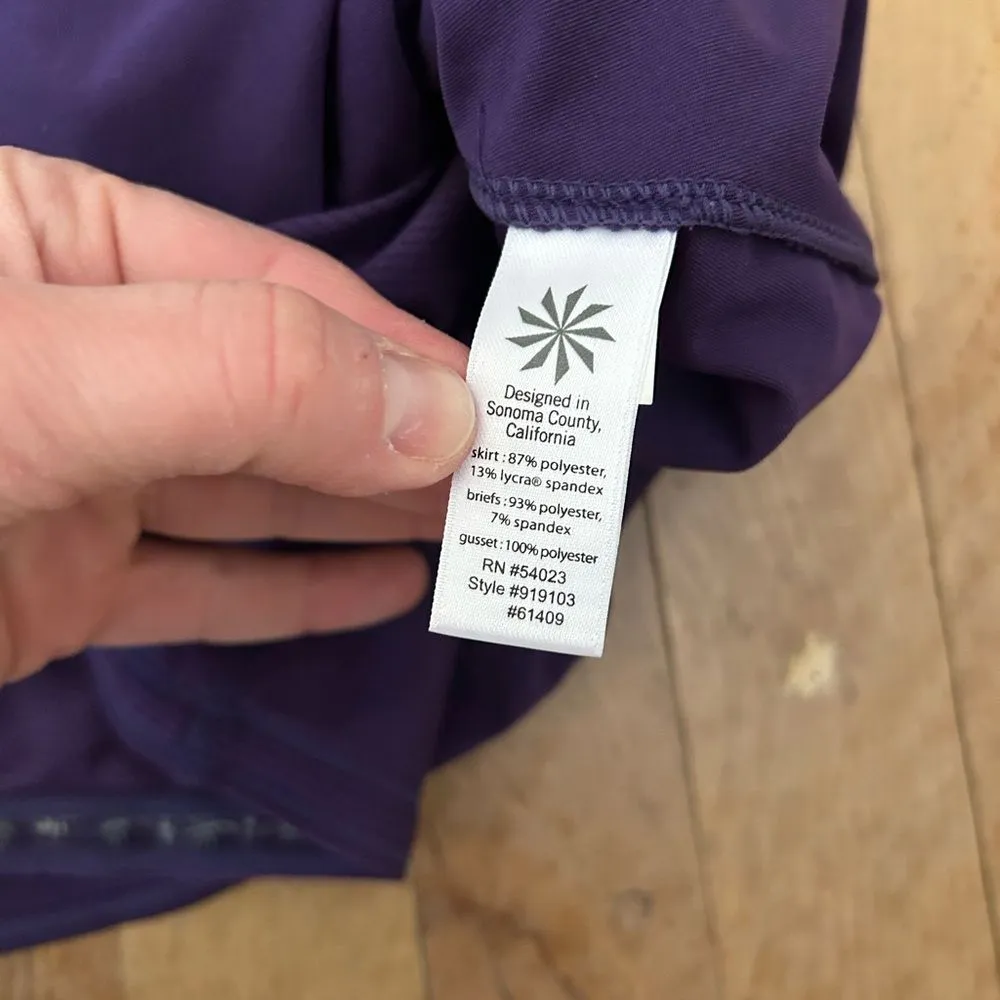 Designed in
Sonoma County,
California
skirt : 87% polyester,
13% lycra® spandex
briefs : 93% polyester,
7% spandex
gusset : 100% polyester
RN #54023
Style #919103
#61409